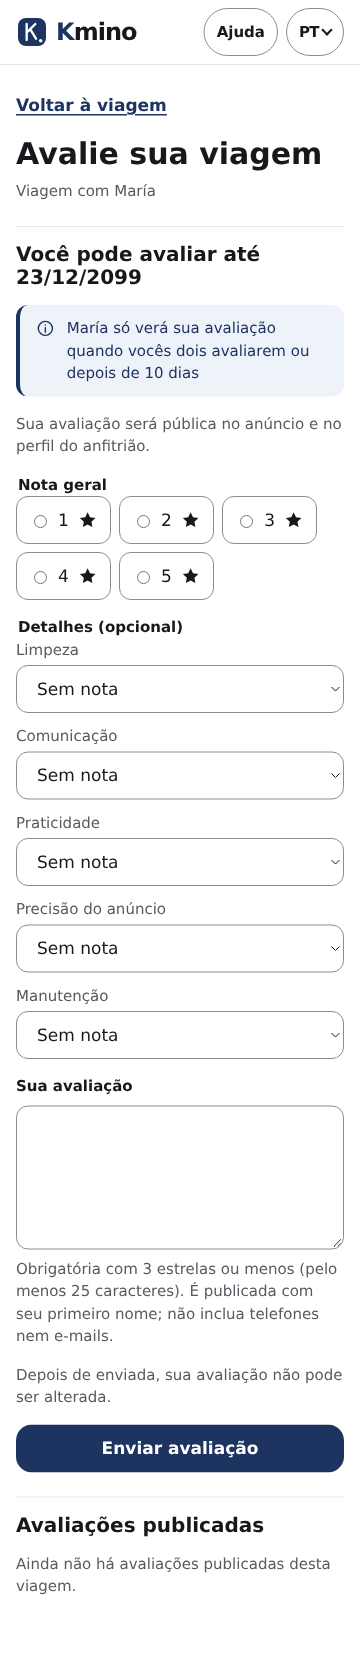 K Kmino
Ajuda
PT
Voltar à viagem
Avalie sua viagem
Viagem com María
Você pode avaliar até
23/12/2099
María só verá sua avaliação
quando vocês dois avaliarem ou
depois de 10 dias
Sua avaliação será pública no anúncio e no
perfil do anfitrião.
Nota geral
1 ★ 2 ★ 3 ★
4 ★ 5 ★
Detalhes (opcional)
Limpeza
Sem nota
Comunicação
Sem nota
Praticidade
Sem nota
Precisão do anúncio
Sem nota
Manutenção
Sem nota
Sua avaliação
Obrigatória com 3 estrelas ou menos (pelo
menos 25 caracteres). É publicada com
seu primeiro nome; não inclua telefones
nem e-mails.
Depois de enviada, sua avaliação não pode
ser alterada.
Enviar avaliação
Avaliações publicadas
Ainda não há avaliações publicadas desta
viagem.